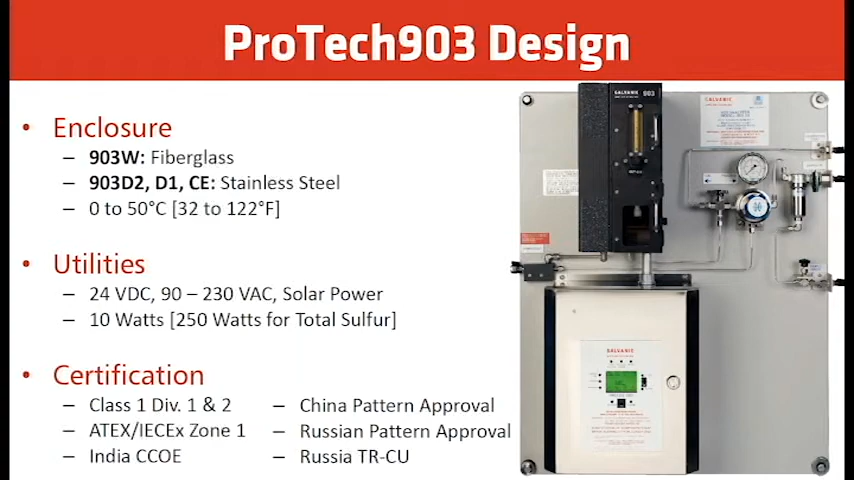 ProTech903 Design
• Enclosure
– 903W: Fiberglass
– 903D2, D1, CE: Stainless Steel
– 0 to 50°C [32 to 122°F]
• Utilities
– 24 VDC, 90 – 230 VAC, Solar Power
– 10 Watts [250 Watts for Total Sulfur]
• Certification
– Class 1 Div. 1 & 2
– ATEX/IECEx Zone 1
– India CCOE
– China Pattern Approval
– Russian Pattern Approval
– Russia TR-CU
GALVANIC 903
GALVANIC
GALVANIC